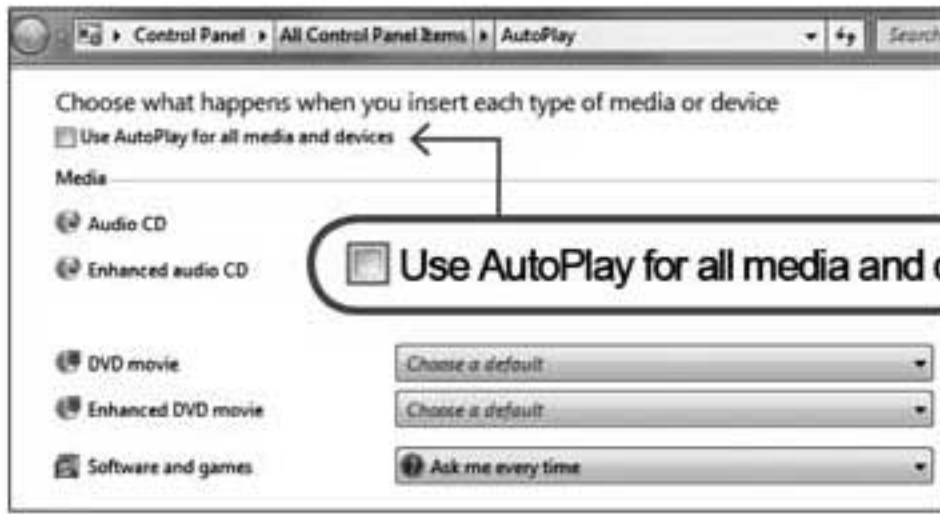 Control Panel All Control Panel Items AutoPlay Search
Choose what happens when you insert each type of media or device
Use AutoPlay for all media and devices
Media
Audio CD
Enhanced audio CD
Use AutoPlay for all media and
DVD movie Choose a default
Enhanced DVD movie Choose a default
Software and games Ask me every time